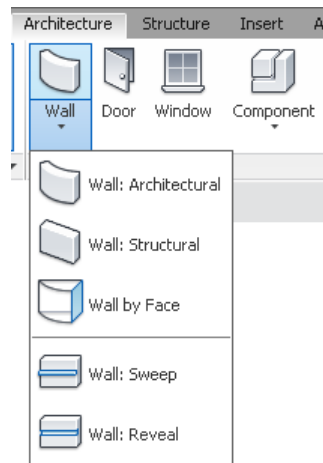 Architecture Structure Insert A
Wall Door Window Component
Wall: Architectural
Wall: Structural
Wall by Face
Wall: Sweep
Wall: Reveal